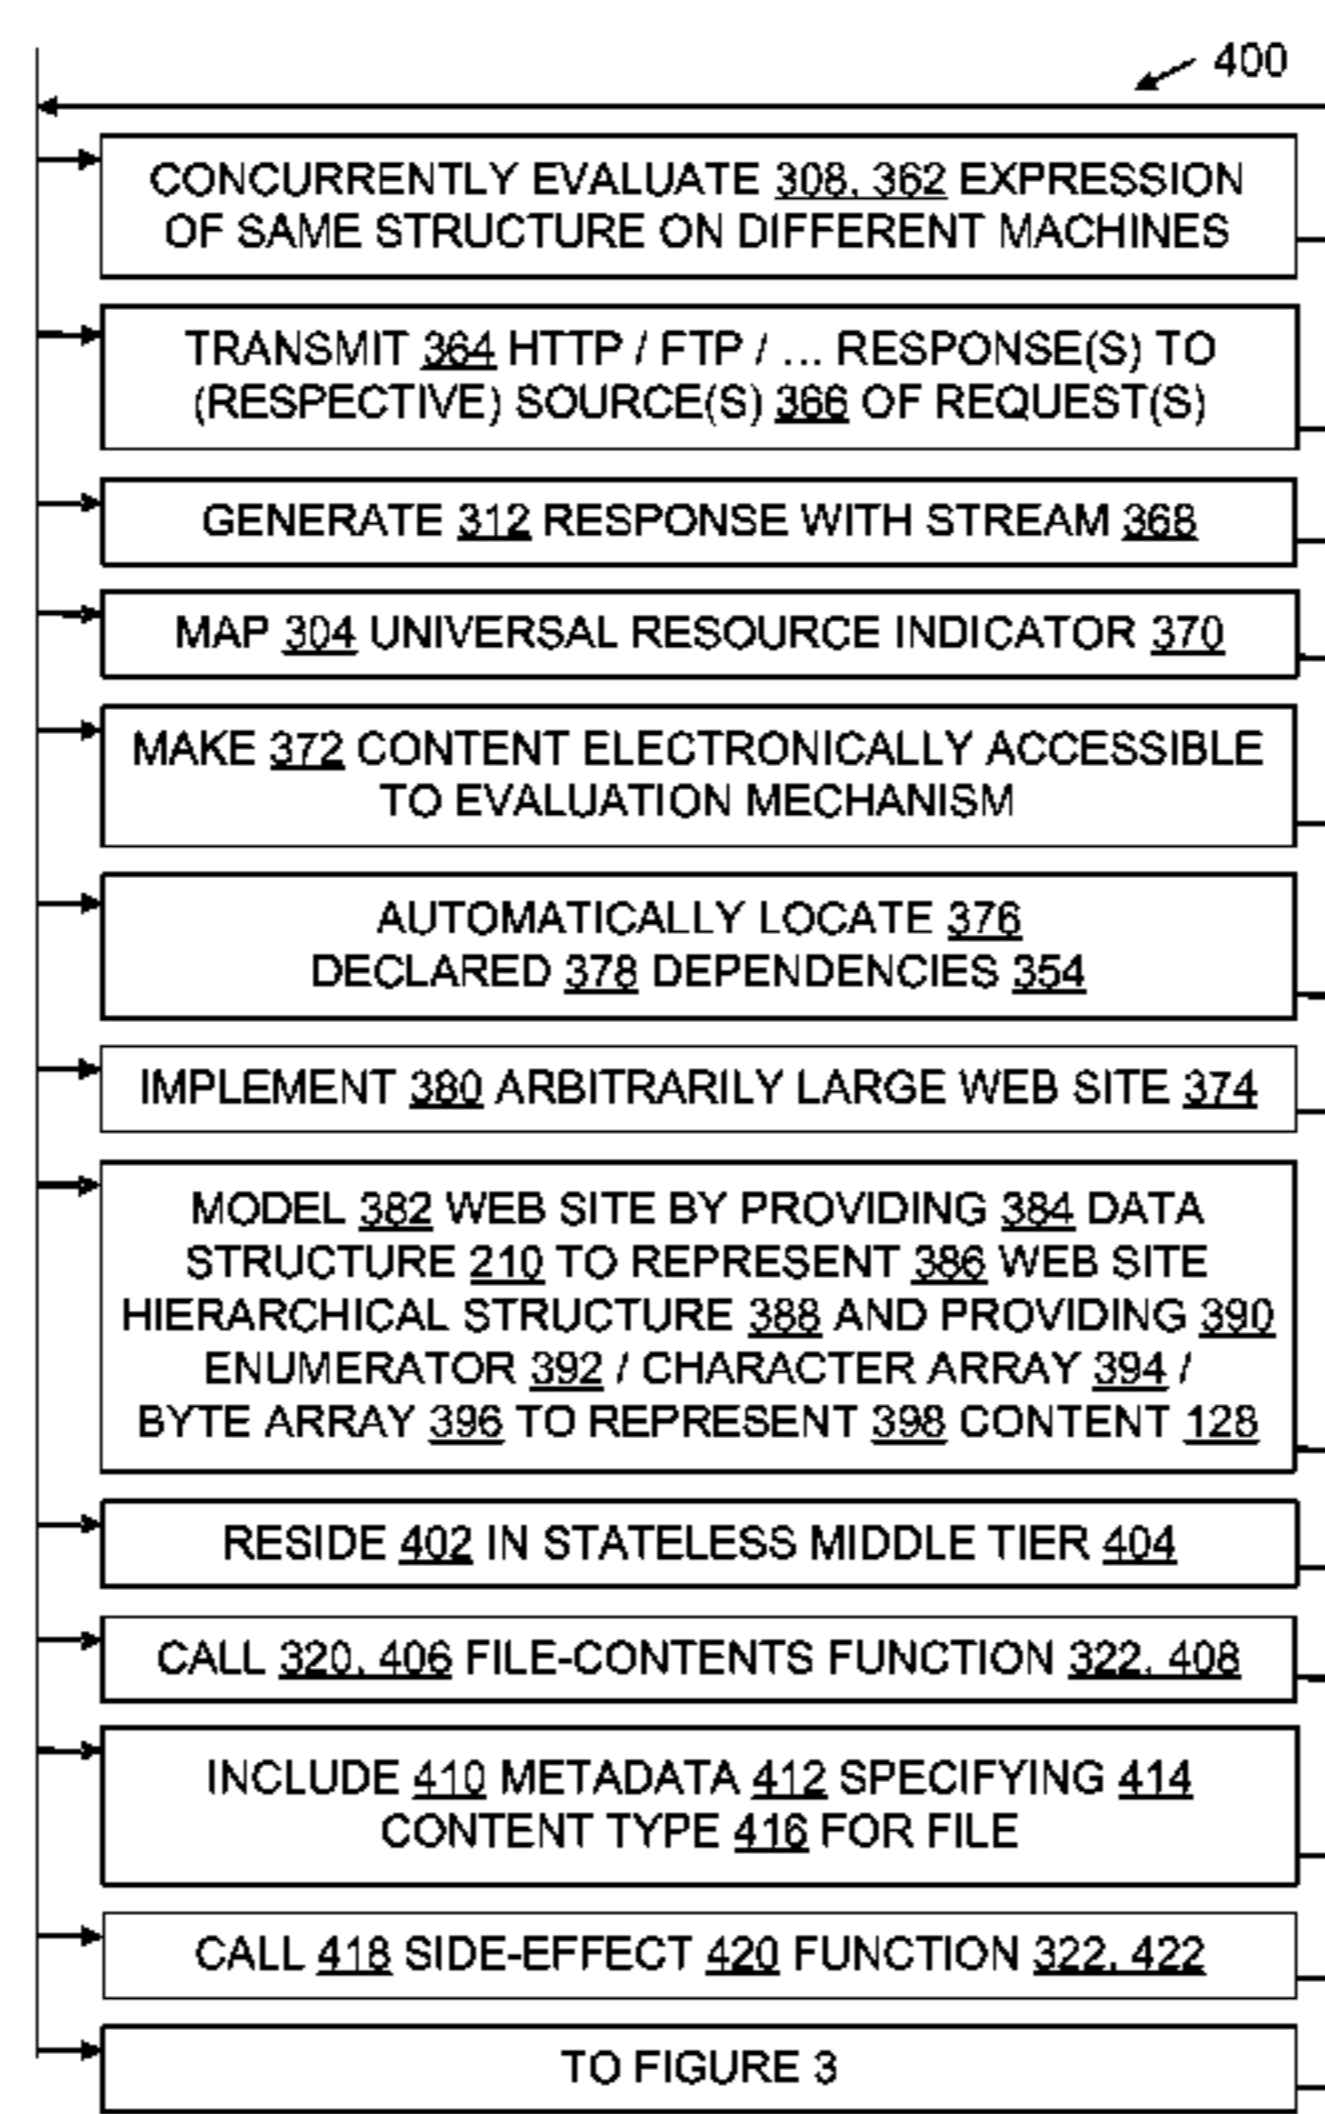 400
CONCURRENTLY EVALUATE 308, 362 EXPRESSION
OF SAME STRUCTURE ON DIFFERENT MACHINES
TRANSMIT 364 HTTP / FTP / ... RESPONSE(S) TO
(RESPECTIVE) SOURCE(S) 366 OF REQUEST(S)
GENERATE 312 RESPONSE WITH STREAM 368
MAP 304 UNIVERSAL RESOURCE INDICATOR 370
MAKE 372 CONTENT ELECTRONICALLY ACCESSIBLE
TO EVALUATION MECHANISM
AUTOMATICALLY LOCATE 376
DECLARED 378 DEPENDENCIES 354
IMPLEMENT 380 ARBITRARILY LARGE WEB SITE 374
MODEL 382 WEB SITE BY PROVIDING 384 DATA
STRUCTURE 210 TO REPRESENT 386 WEB SITE
HIERARCHICAL STRUCTURE 388 AND PROVIDING 390
ENUMERATOR 392 / CHARACTER ARRAY 394 /
BYTE ARRAY 396 TO REPRESENT 398 CONTENT 128
RESIDE 402 IN STATELESS MIDDLE TIER 404
CALL 320, 406 FILE-CONTENTS FUNCTION 322, 408
INCLUDE 410 METADATA 412 SPECIFYING 414
CONTENT TYPE 416 FOR FILE
CALL 418 SIDE-EFFECT 420 FUNCTION 322, 422
TO FIGURE 3